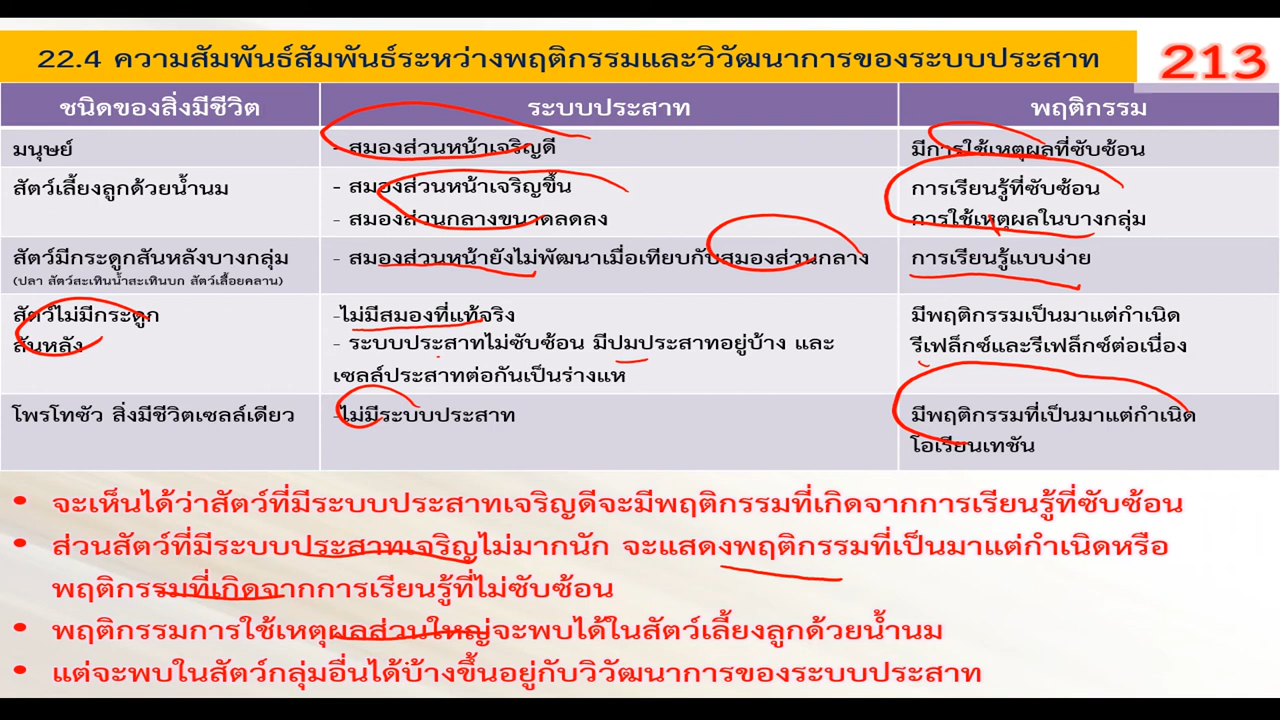 22.4 ความสัมพันธ์สัมพันธ์ระหว่างพฤติกรรมและวิวัฒนาการของระบบประสาท
213
ชนิดของสิ่งมีชีวิต ระบบประสาท พฤติกรรม
มนุษย์ - สมองส่วนหน้าเจริญดี มีการใช้เหตุผลที่ซับซ้อน
สัตว์เลี้ยงลูกด้วยน้ำนม - สมองส่วนหน้าเจริญขึ้น การเรียนรู้ที่ซับซ้อน
- สมองส่วนกลางขนาดลดลง การใช้เหตุผลในบางกลุ่ม
สัตว์มีกระดูกสันหลังบางกลุ่ม - สมองส่วนหน้ายังไม่พัฒนาเมื่อเทียบกับสมองส่วนกลาง การเรียนรู้แบบง่าย
(ปลา สัตว์สะเทินน้ำสะเทินบก สัตว์เลื้อยคลาน)
สัตว์ไม่มีกระดูก -ไม่มีสมองที่แท้จริง มีพฤติกรรมเป็นมาแต่กำเนิด
สันหลัง - ระบบประสาทไม่ซับซ้อน มีปมประสาทอยู่บ้าง และ รีเฟล็กซ์และรีเฟล็กซ์ต่อเนื่อง
เซลล์ประสาทต่อกันเป็นร่างแห
โพรโทซัว สิ่งมีชีวิตเซลล์เดียว -ไม่มีระบบประสาท มีพฤติกรรมที่เป็นมาแต่กำเนิด
โอเรียนเทชัน
• จะเห็นได้ว่าสัตว์ที่มีระบบประสาทเจริญดีจะมีพฤติกรรมที่เกิดจากการเรียนรู้ที่ซับซ้อน
• ส่วนสัตว์ที่มีระบบประสาทเจริญไม่มากนัก จะแสดงพฤติกรรมที่เป็นมาแต่กำเนิดหรือ
พฤติกรรมที่เกิดจากการเรียนรู้ที่ไม่ซับซ้อน
• พฤติกรรมการใช้เหตุผลส่วนใหญ่จะพบได้ในสัตว์เลี้ยงลูกด้วยน้ำนม
• แต่จะพบในสัตว์กลุ่มอื่นได้บ้างขึ้นอยู่กับวิวัฒนาการของระบบประสาท